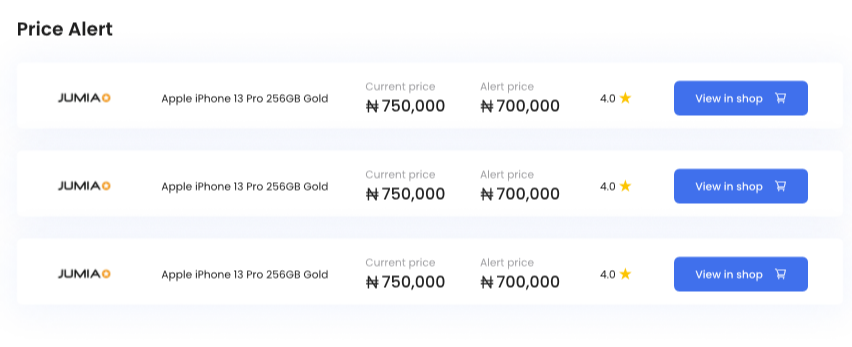 Price Alert
JUMIA Apple iPhone 13 Pro 256GB Gold Current price Alert price 4.0 View in shop
₦ 750,000 ₦ 700,000
JUMIA Apple iPhone 13 Pro 256GB Gold Current price Alert price 4.0 View in shop
₦ 750,000 ₦ 700,000
JUMIA Apple iPhone 13 Pro 256GB Gold Current price Alert price 4.0 View in shop
₦ 750,000 ₦ 700,000